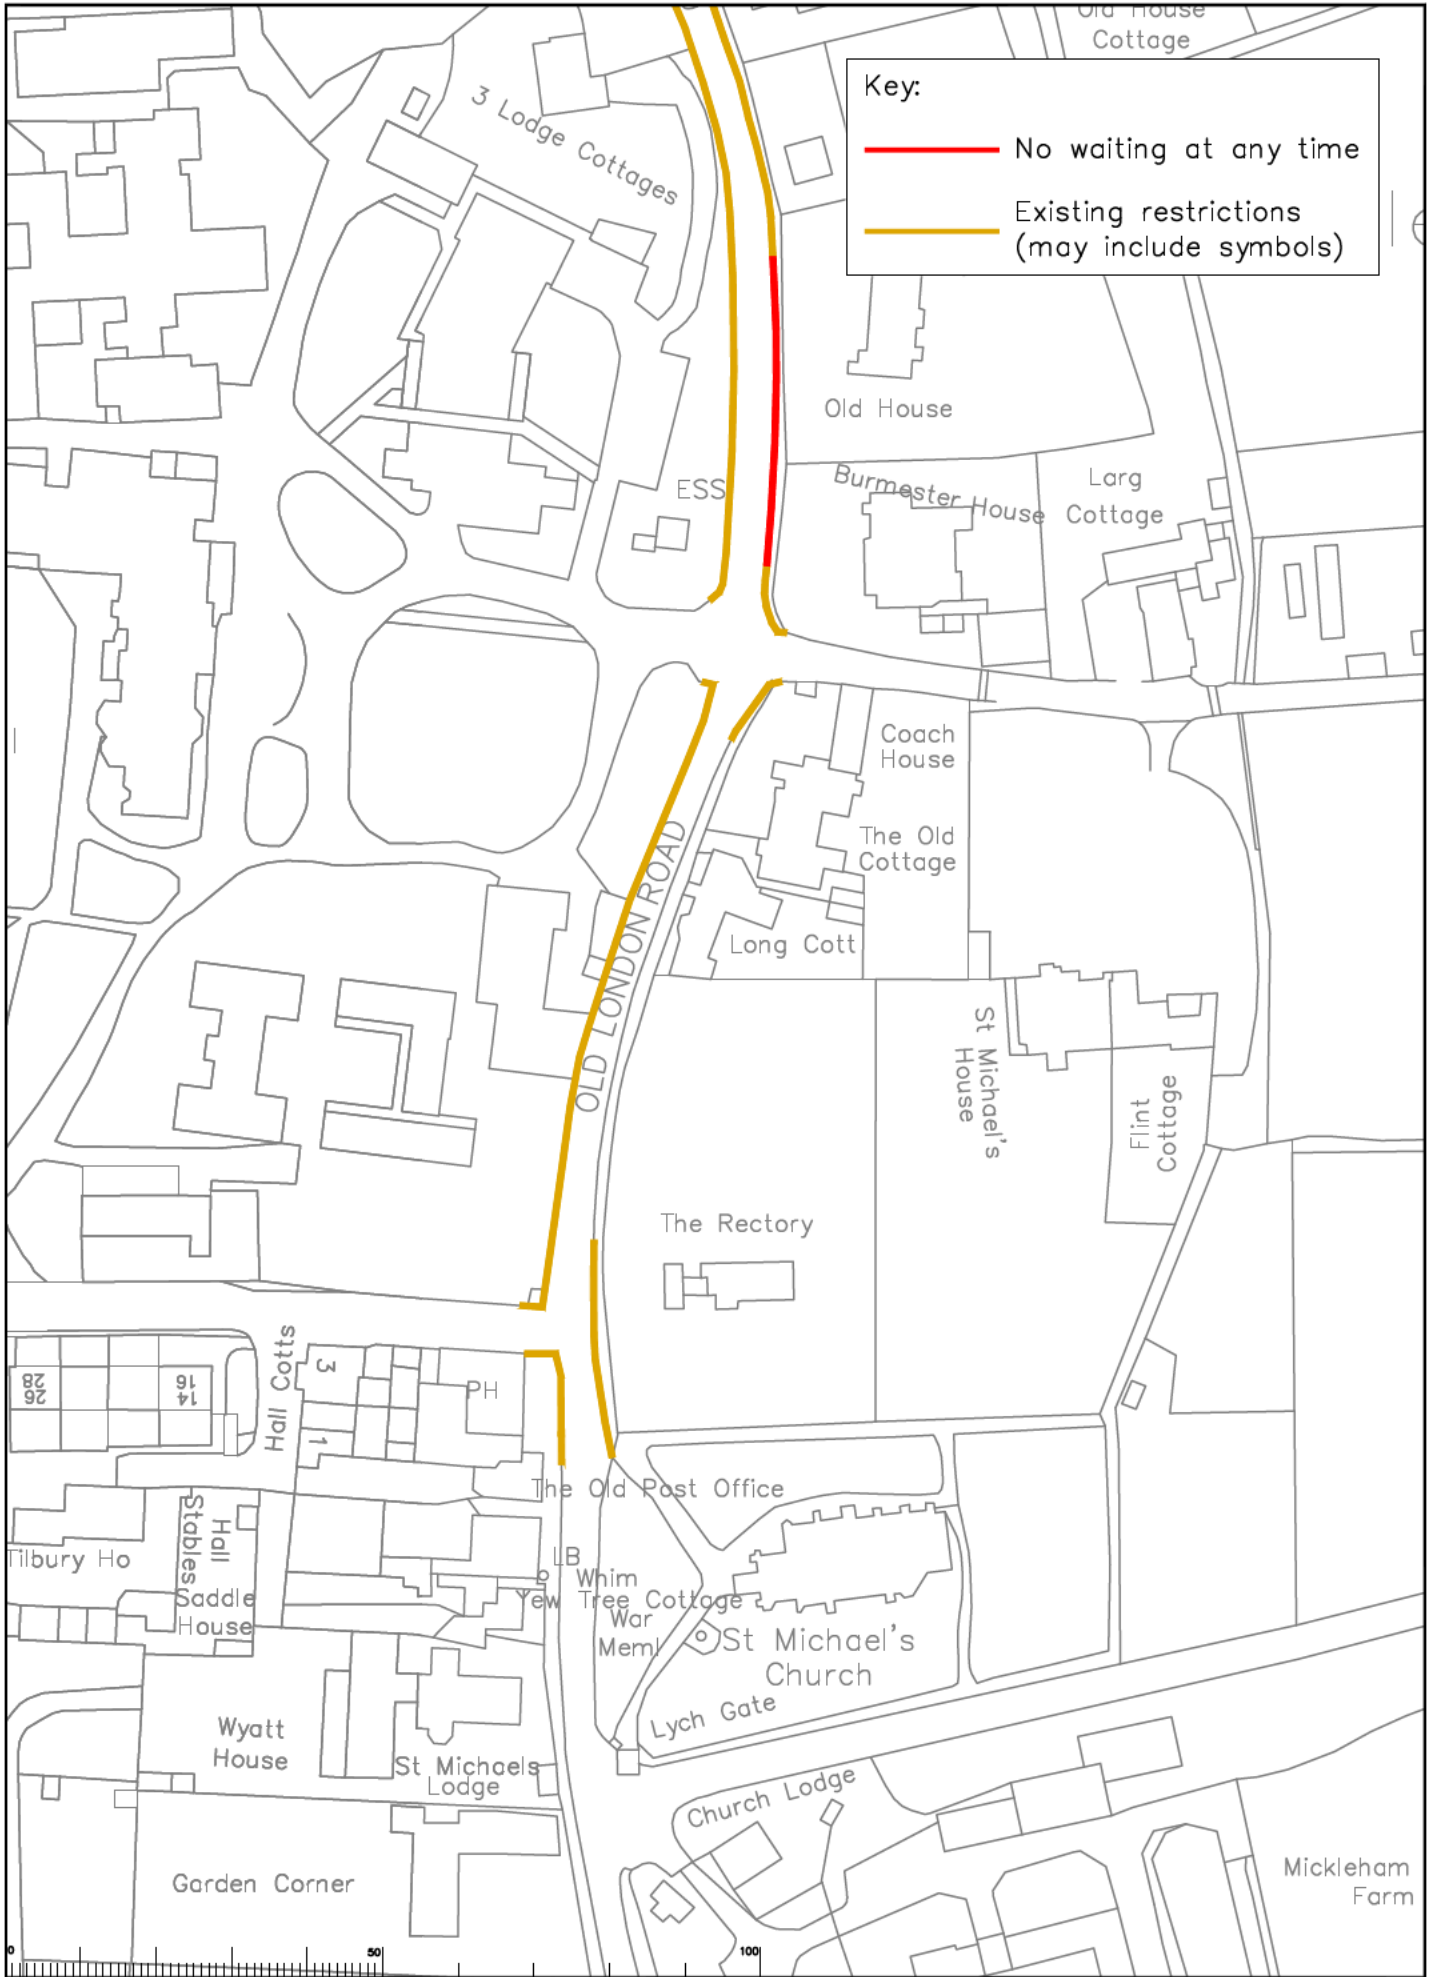 Old House
Cottage
Key:
No waiting at any time
Existing restrictions
(may include symbols)
3 Lodge Cottages
Old House
ESS
Burmester House
Larg
Cottage
Coach
House
The Old
Cottage
OLD LONDON ROAD
Long Cott
St Michael's
House
Flint
Cottage
The Rectory
28
26
16
14
Hall Cotts
3
1
PH
The Old Post Office
Hall
Stables
Tilbury Ho
LB
Whim
Yew Tree Cottage
Saddle
House
War
Meml
St Michael's
Church
Lych Gate
Wyatt
House
St Michaels
Lodge
Church Lodge
Garden Corner
Mickleham
Farm
0
50
100